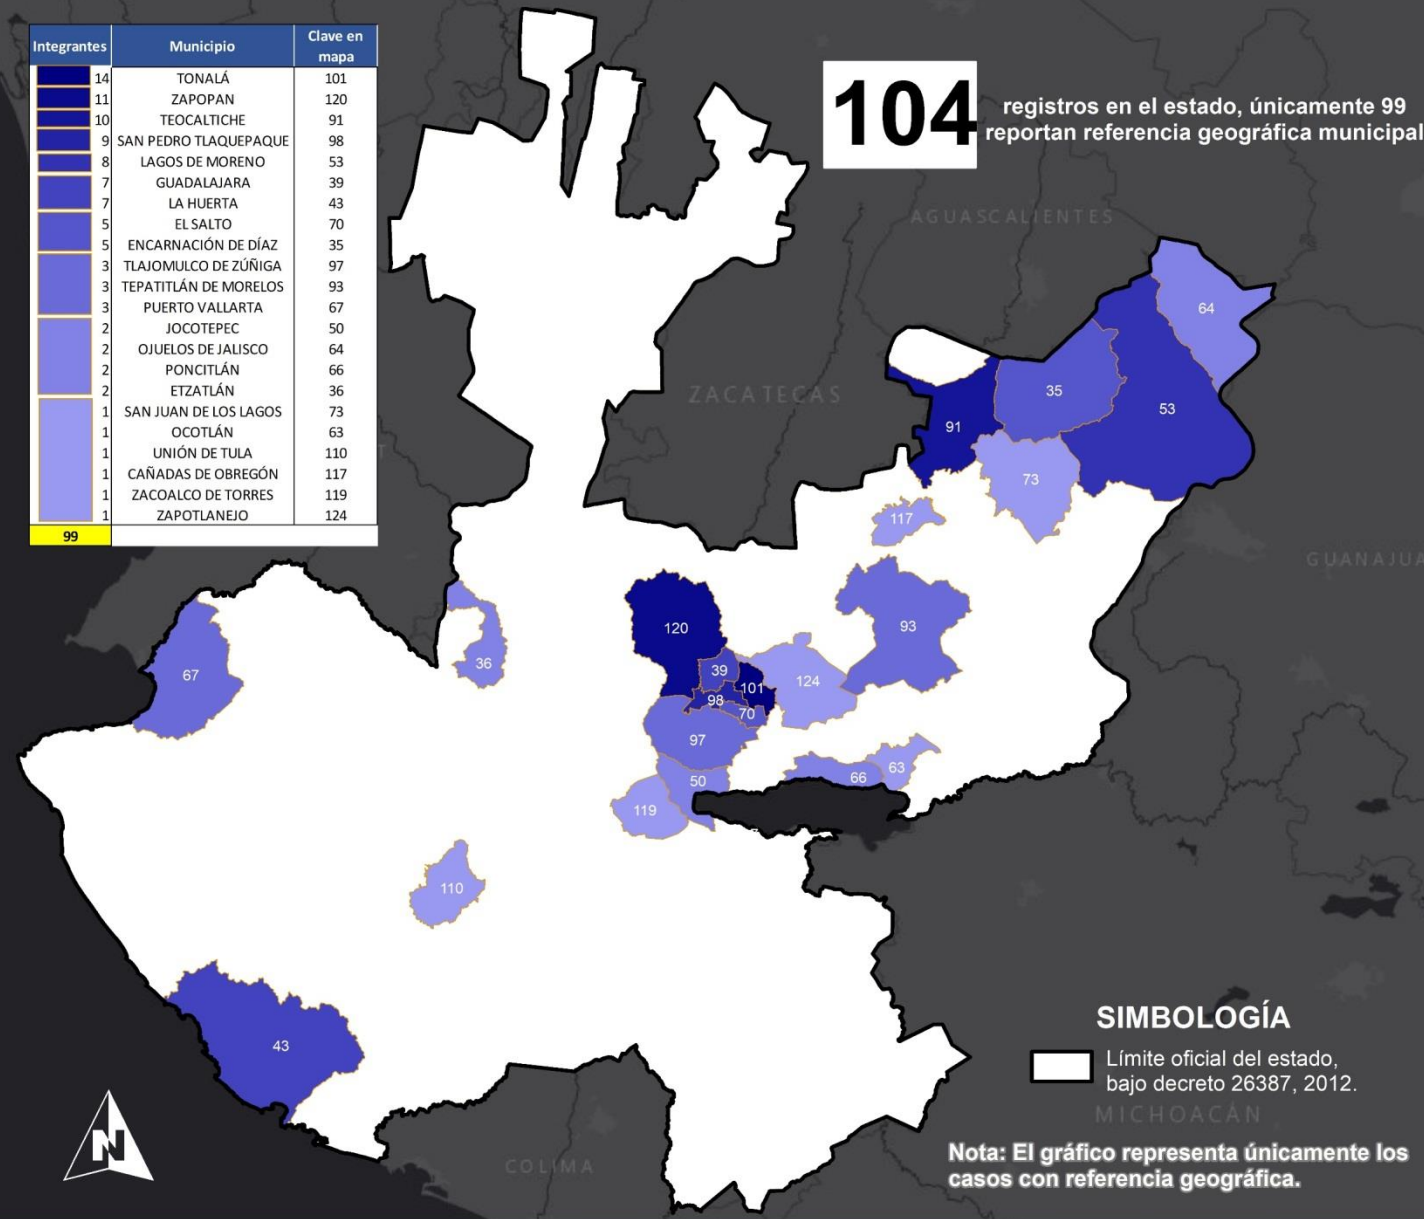 Integrantes Municipio Clave en
mapa
14 TONALÁ 101
11 ZAPOPAN 120
10 TEOCALTICHE 91
9 SAN PEDRO TLAQUEPAQUE 98
8 LAGOS DE MORENO 53
7 GUADALAJARA 39
7 LA HUERTA 43
5 EL SALTO 70
5 ENCARNACIÓN DE DÍAZ 35
3 TLAJOMULCO DE ZÚÑIGA 97
3 TEPATITLÁN DE MORELOS 93
3 PUERTO VALLARTA 67
2 JOCOTEPEC 50
2 OJUELOS DE JALISCO 64
2 PONCITLÁN 66
2 ETZATLÁN 36
1 SAN JUAN DE LOS LAGOS 73
1 OCOTLÁN 63
1 UNIÓN DE TULA 110
1 CAÑADAS DE OBREGÓN 117
1 ZACOALCO DE TORRES 119
1 ZAPOTLANEJO 124
99
104
registros en el estado, únicamente 99
reportan referencia geográfica municipal
AGUASCALIENTES
64
ZACATECAS
35
53
91
73
117
GUANAJUA
120
93
36
67
39
101
124
98
70
97
63
66
50
119
110
43
SIMBOLOGÍA
Límite oficial del estado,
bajo decreto 26387, 2012.
MICHOACÁN
COLIMA
N
Nota: El gráfico representa únicamente los
casos con referencia geográfica.